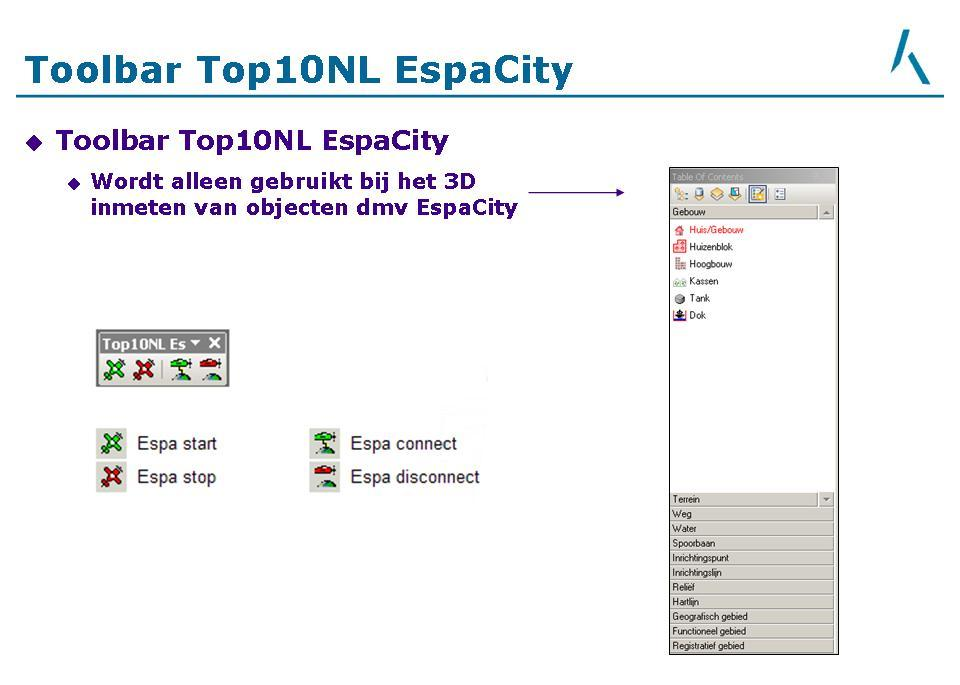 Toolbar Top10NL EspaCity
Toolbar Top10NL EspaCity
Wordt alleen gebruikt bij het 3D
inmeten van objecten dmv EspaCity
Top10NL Es
Espa start
Espa stop
Espa connect
Espa disconnect
Table Of Contents
Gebouw
Huis/Gebouw
Huizenblok
Hoogbouw
Kassen
Tank
Dok
Terrein
Weg
Water
Spoorbaan
Inrichtingspunt
Inrichtingslijn
Reliëf
Hartlijn
Geografisch gebied
Functioneel gebied
Registratief gebied